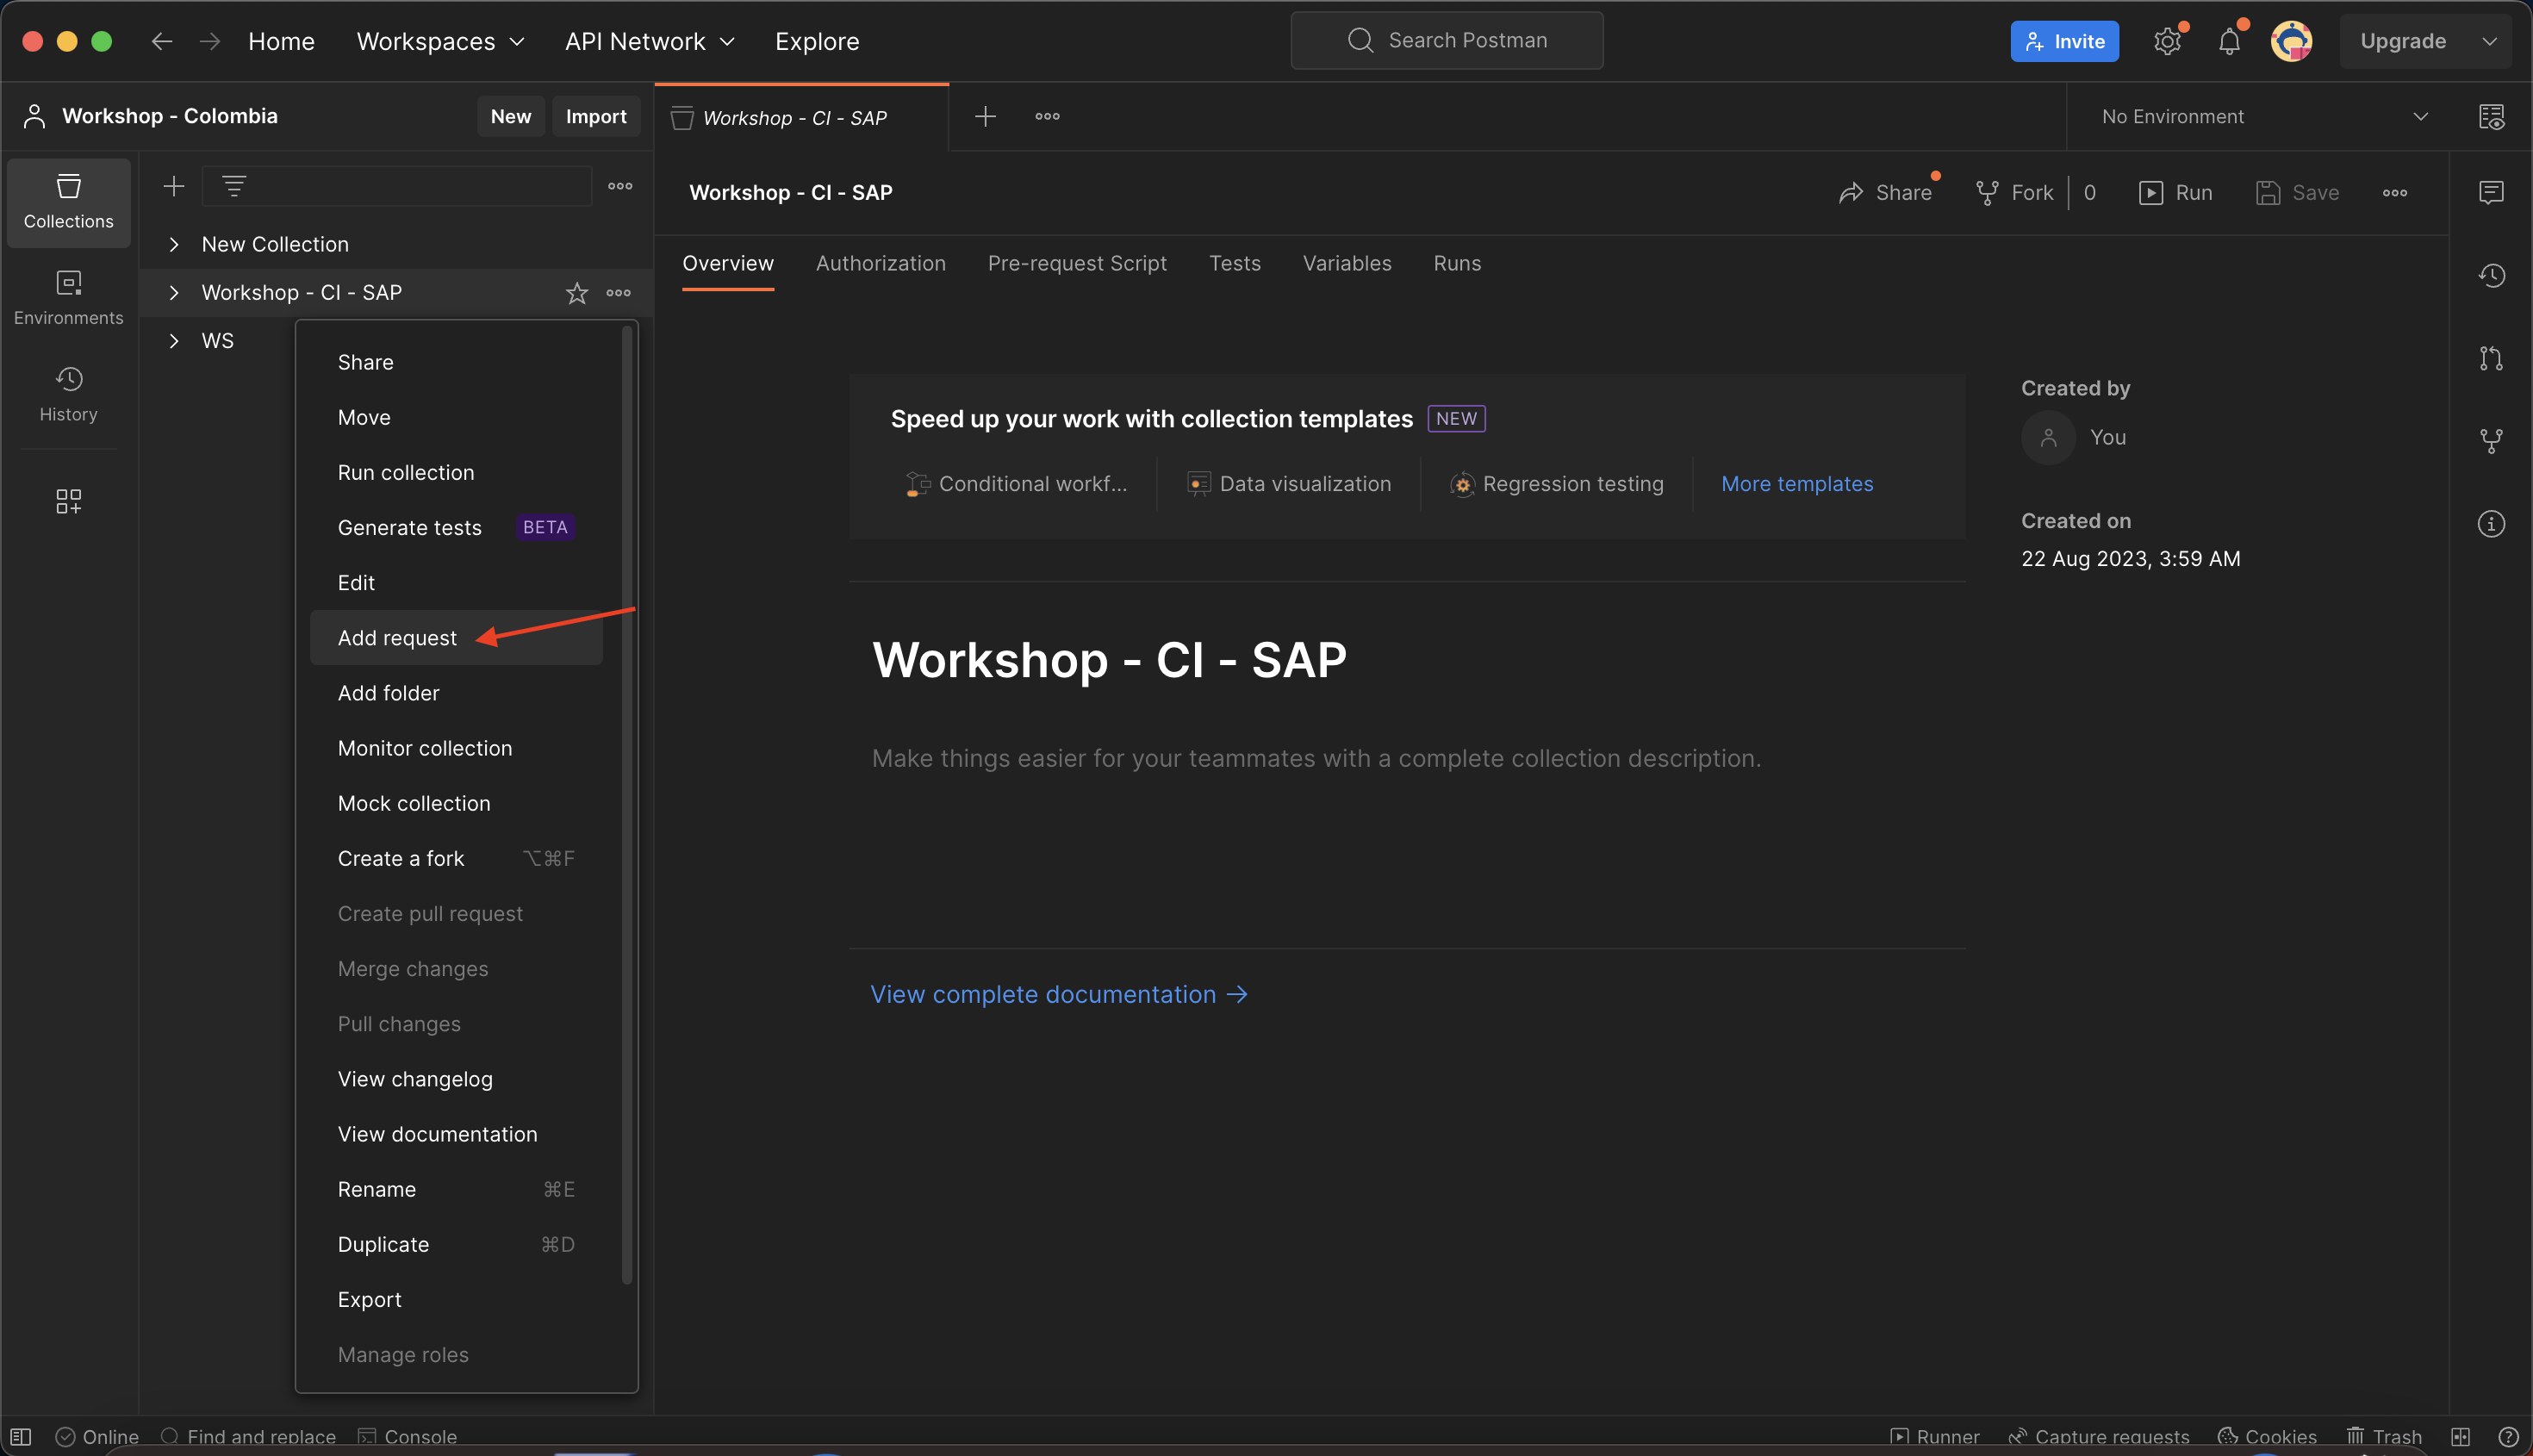 Home Workspaces API Network Explore Search Postman Invite Upgrade
Workshop - Colombia New Import Workshop - CI - SAP No Environment
Collections
Environments
History
New Collection
Workshop - CI - SAP
WS
Share
Move
Run collection
Generate tests BETA
Edit
Add request
Add folder
Monitor collection
Mock collection
Create a fork ⌥⌘F
Create pull request
Merge changes
Pull changes
View changelog
View documentation
Rename ⌘E
Duplicate ⌘D
Export
Manage roles
Workshop - CI - SAP Share Fork 0 Run Save
Overview Authorization Pre-request Script Tests Variables Runs
Speed up your work with collection templates NEW
Conditional workf... Data visualization Regression testing More templates
Workshop - CI - SAP
Make things easier for your teammates with a complete collection description.
View complete documentation →
Created by
You
Created on
22 Aug 2023, 3:59 AM
Online Find and replace Console Runner Capture requests Cookies Trash